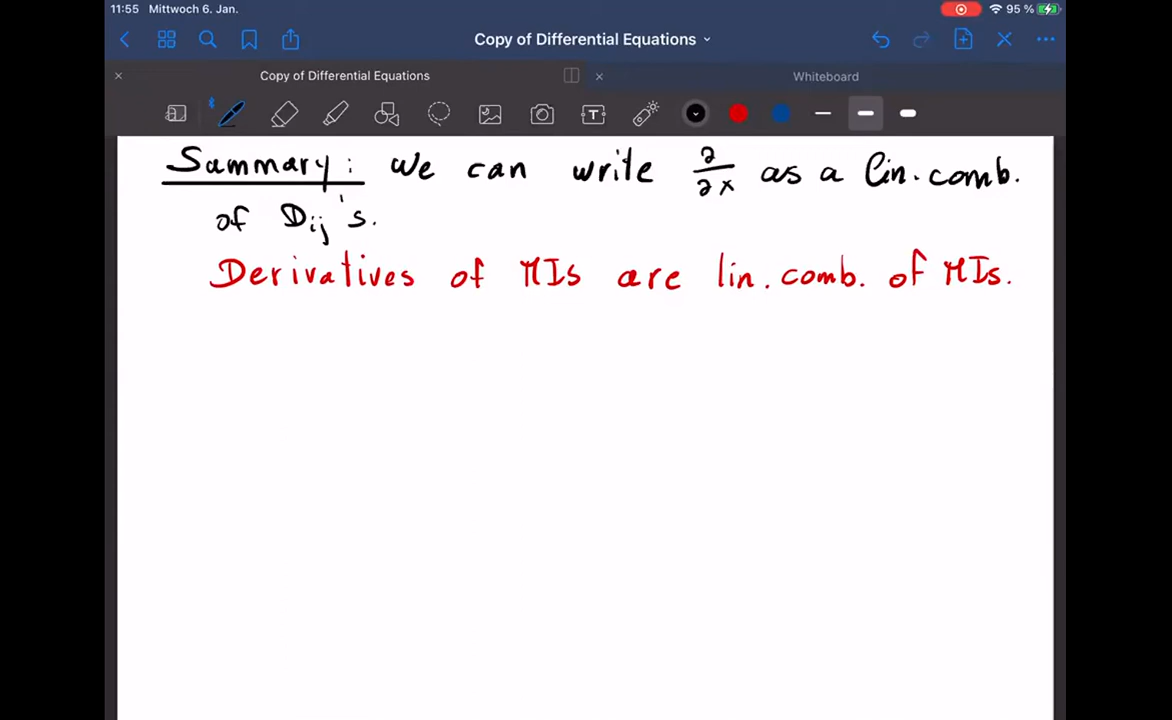 11:55 Mittwoch 6. Jan. 95 %
Copy of Differential Equations
Copy of Differential Equations Whiteboard
T
Summary: We can write ∂/∂x as a lin. comb.
of Dij's.
Derivatives of MIs are lin. comb. of MIs.